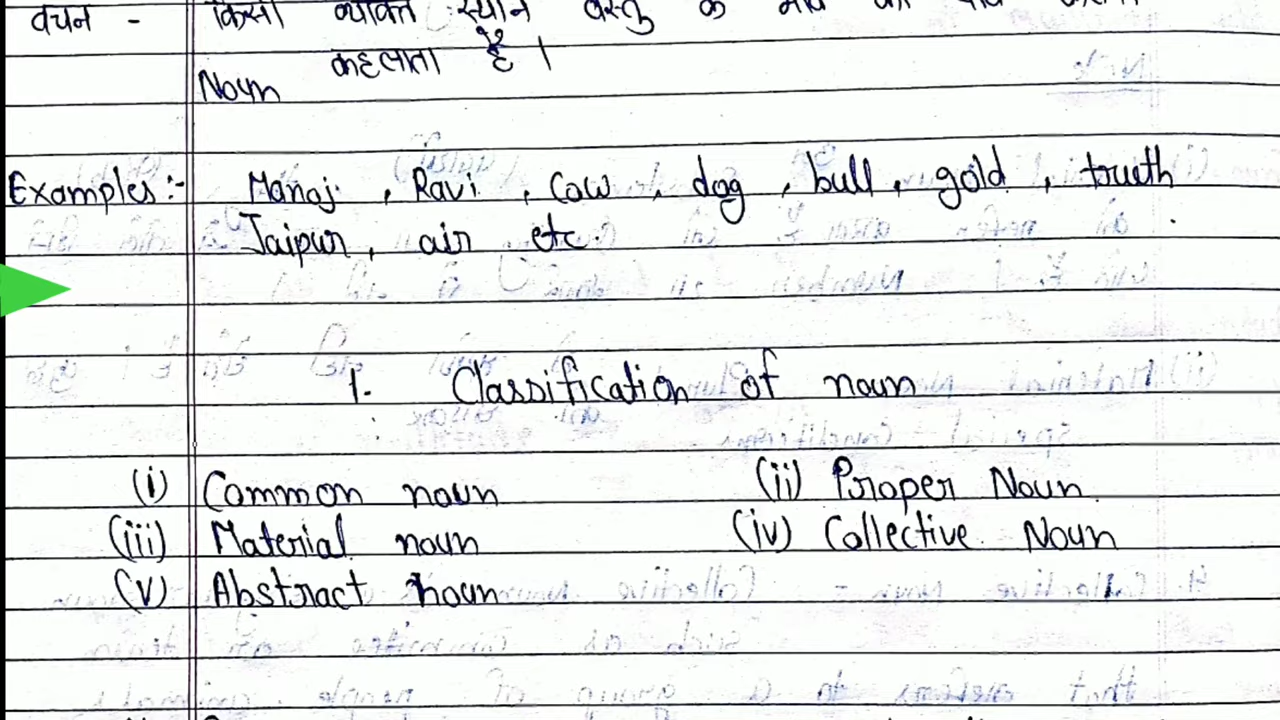 वचन - किसी व्यक्ति स्थान वस्तु के भाव
कहलाता है ।
Noun
Examples :- Manoj , Ravi , Cow , dog , bull , gold , trueth
Jaipur , air etc.
1. Classification of noun
(i) Common noun (ii) Proper Noun.
(iii) Material noun (iv) Collective Noun
(v) Abstract noun